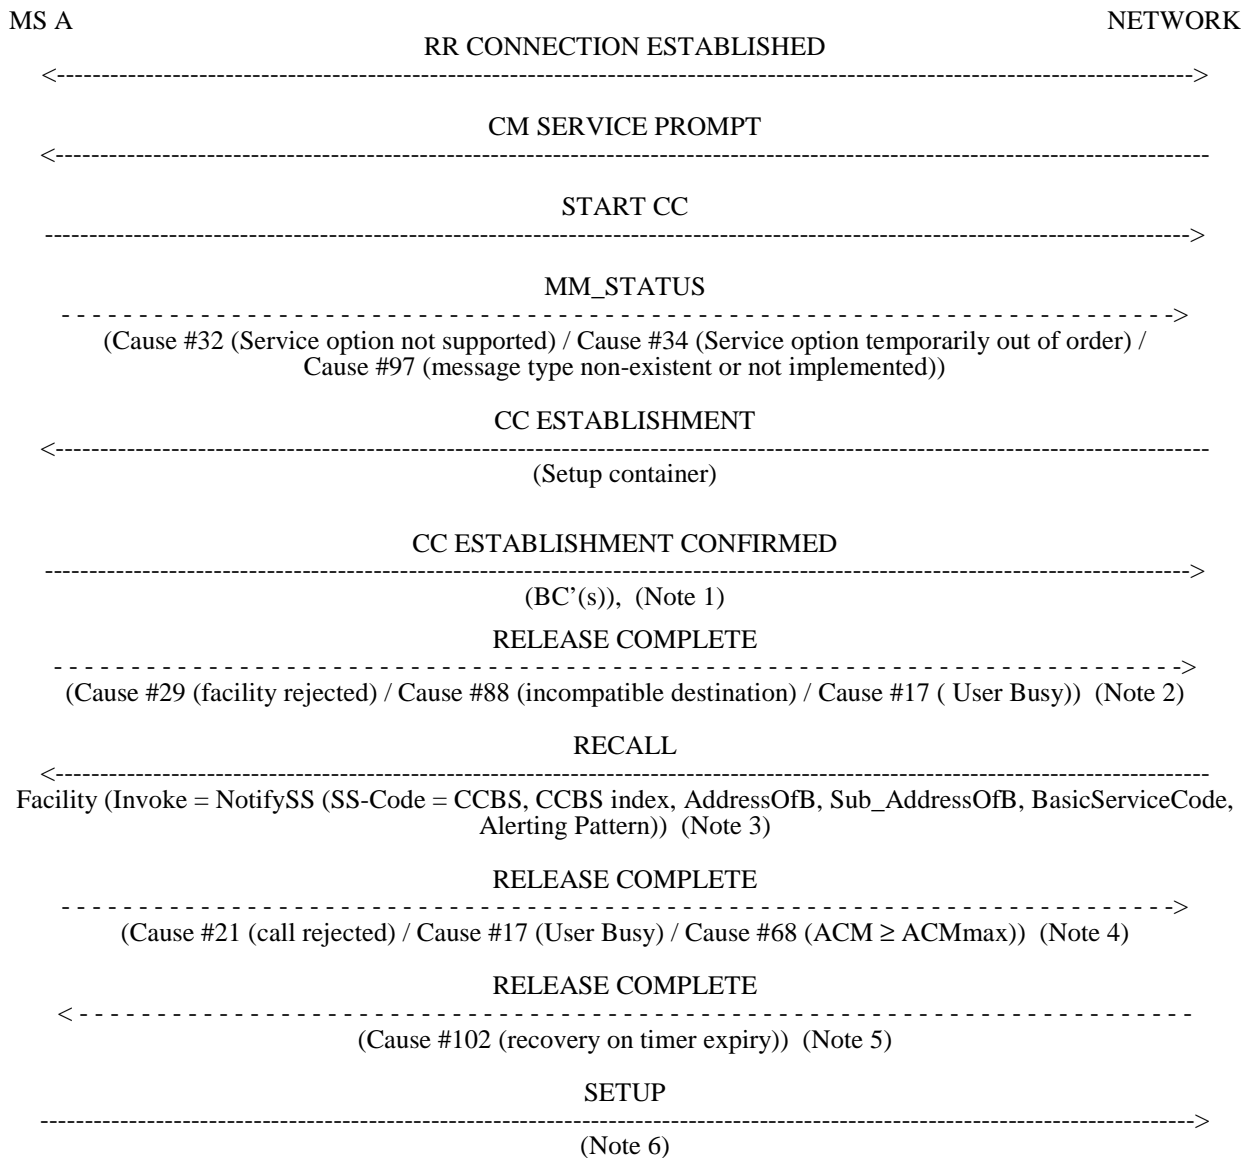 MS A NETWORK
RR CONNECTION ESTABLISHED
<-------------------------------------------------------------------------------------------------------------------------------->
CM SERVICE PROMPT
<----------------------------------------------------------------------------------------------------------------------------------
START CC
--------------------------------------------------------------------------------------------------------------------------------->
MM_STATUS
- - - - - - - - - - - - - - - - - - - - - - - - - - - - - - - - - - - - - - - - - - - - - - - - - - - - - - - - - - - - - - - - - - - - - - - ->
(Cause #32 (Service option not supported) / Cause #34 (Service option temporarily out of order) /
Cause #97 (message type non-existent or not implemented))
CC ESTABLISHMENT
<----------------------------------------------------------------------------------------------------------------------------------
(Setup container)
CC ESTABLISHMENT CONFIRMED
--------------------------------------------------------------------------------------------------------------------------------->
(BC’(s)), (Note 1)
RELEASE COMPLETE
- - - - - - - - - - - - - - - - - - - - - - - - - - - - - - - - - - - - - - - - - - - - - - - - - - - - - - - - - - - - - - - - - - - - - - - - ->
(Cause #29 (facility rejected) / Cause #88 (incompatible destination) / Cause #17 ( User Busy)) (Note 2)
RECALL
<----------------------------------------------------------------------------------------------------------------------------------
Facility (Invoke = NotifySS (SS-Code = CCBS, CCBS index, AddressOfB, Sub_AddressOfB, BasicServiceCode,
Alerting Pattern)) (Note 3)
RELEASE COMPLETE
- - - - - - - - - - - - - - - - - - - - - - - - - - - - - - - - - - - - - - - - - - - - - - - - - - - - - - - - - - - - - - - - - - - - - - - ->
(Cause #21 (call rejected) / Cause #17 (User Busy) / Cause #68 (ACM ≥ ACMmax)) (Note 4)
RELEASE COMPLETE
< - - - - - - - - - - - - - - - - - - - - - - - - - - - - - - - - - - - - - - - - - - - - - - - - - - - - - - - - - - - - - - - - - - - - - - - -
(Cause #102 (recovery on timer expiry)) (Note 5)
SETUP
---------------------------------------------------------------------------------------------------------------------------------->
(Note 6)